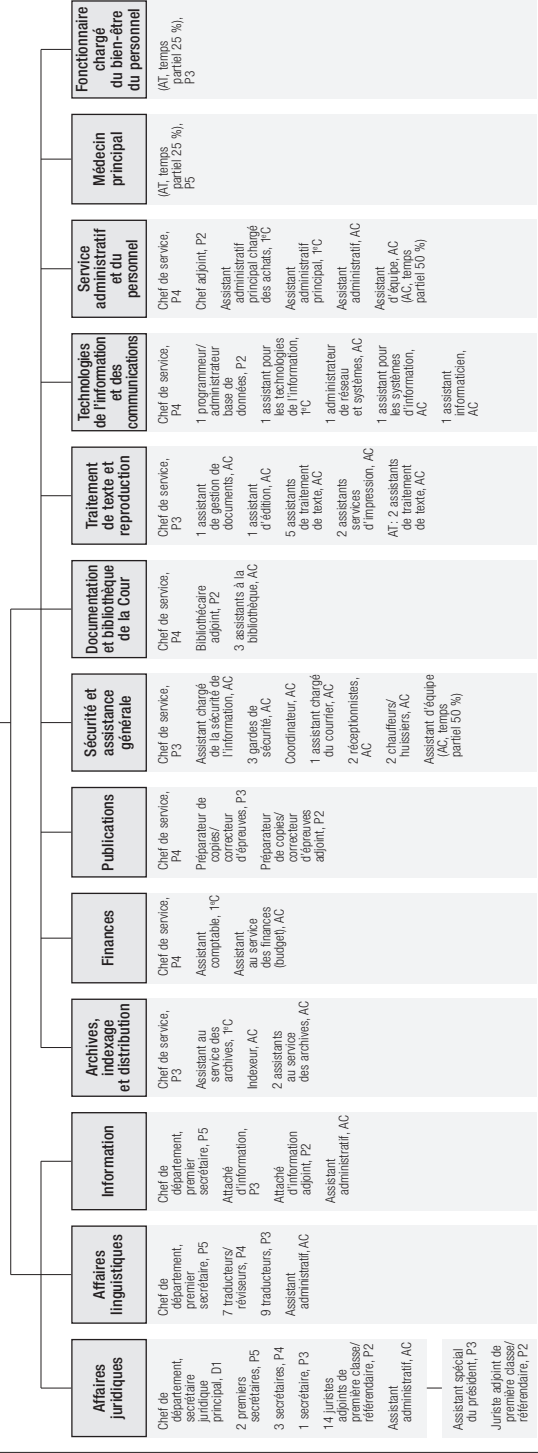 Affaires
juridiques
Chef de
département,
secrétaire
juridique
principal, D1
2 premiers
secrétaires, P5
3 secrétaires, P4
1 secrétaire, P3
14 juristes
adjoints de
première classe/
référendaire, P2
Assistant
administratif, AC
Assistant spécial
du président, P3
Juriste adjoint de
première classe/
référendaire, P2
Affaires
linguistiques
Chef de
département,
premier
secrétaire, P5
7 traducteurs/
réviseurs, P4
9 traducteurs, P3
Assistant
administratif, AC
Information
Chef de
département,
premier
secrétaire, P5
Attaché
d'information,
P3
Attaché
d'information
adjoint, P2
Assistant
administratif, AC
Archives,
indexage
et distribution
Chef de service,
P3
Assistant au
service des
archives, 1eC
Indexeur, AC
2 assistants
au service
des archives, AC
Finances
Chef de service,
P4
Assistant
comptable, 1eC
Assistant
au service
des finances
(budget), AC
Publications
Chef de service,
P4
Préparateur de
copies/
correcteur
d'épreuves, P3
Préparateur
de copies/
correcteur
d'épreuves
adjoint, P2
Sécurité et
assistance
générale
Chef de service,
P3
Assistant chargé
de la sécurité de
l'information, AC
3 gardes de
sécurité, AC
Coordinateur, AC
1 assistant chargé
du courrier, AC
2 réceptionnistes,
AC
2 chauffeurs/
huissiers, AC
Assistant d'équipe
(AC, temps
partiel 50 %)
Documentation
et bibliothèque
de la Cour
Chef de service,
P4
Bibliothécaire
adjoint, P2
3 assistants à la
bibliothèque, AC
Traitement
de texte et
reproduction
Chef de service,
P3
1 assistant
de gestion de
documents, AC
1 assistant
d'édition, AC
5 assistants
de traitement
de texte, AC
2 assistants
services
d'impression, AC
AT: 2 assistants
de traitement
de texte, AC
Technologies
de l'information
et des
communications
Chef de service,
P4
1 programmeur/
administrateur
base de
données, P2
1 assistant pour
les technologies
de l'information,
1eC
1 administrateur
de réseau
et systèmes, AC
1 assistant pour
les systèmes
d'information,
AC
1 assistant
informaticien,
AC
Service
administratif
et du
personnel
Chef de service,
P4
Chef adjoint, P2
Assistant
administratif
principal chargé
des achats, 1eC
Assistant
administratif
principal, 1eC
Assistant
administratif, AC
Assistant
d'équipe, AC
(AC, temps
partiel 50 %)
Médecin
principal
(AT, temps
partiel 25 %),
P5
Fonctionnaire
chargé
du bien-être
du personnel
(AT, temps
partiel 25 %),
P3